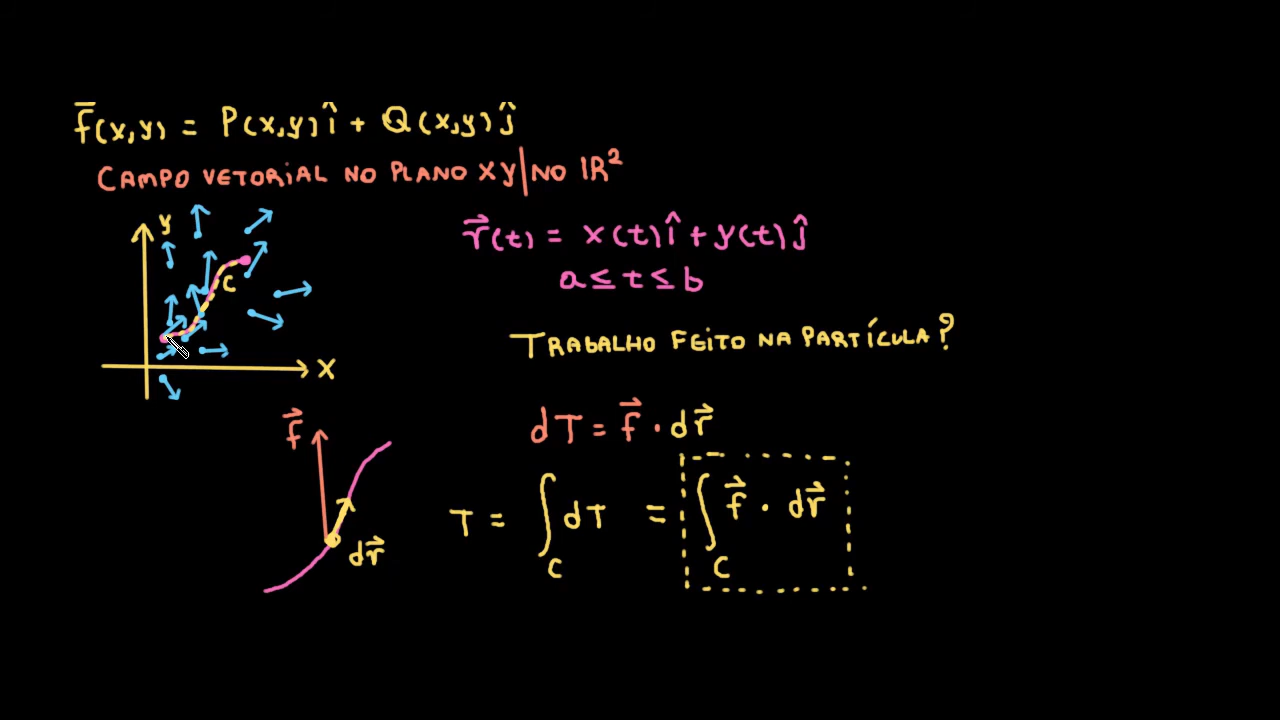 f⃗(x,y) = P(x,y)î + Q(x,y)ĵ
CAMPO VETORIAL NO PLANO XY|NO IR²
y
r⃗(t) = x(t)î + y(t)ĵ
C
a ≤ t ≤ b
TRABALHO FEITO NA PARTÍCULA?
X
f⃗
dT = f⃗ · dr⃗
T = ∫ dT = ∫ f⃗ · dr⃗
dr⃗
C C